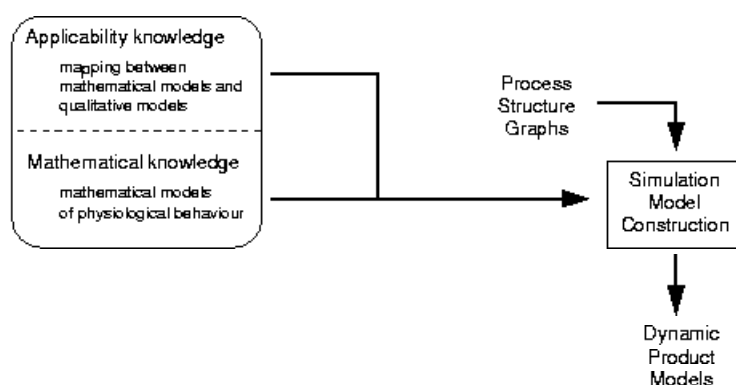 Applicability knowledge
mapping between
mathematical models and
qualitative models
Mathematical knowledge
mathematical models
of physiological behaviour
Process
Structure
Graphs
Simulation
Model
Construction
Dynamic
Product
Models